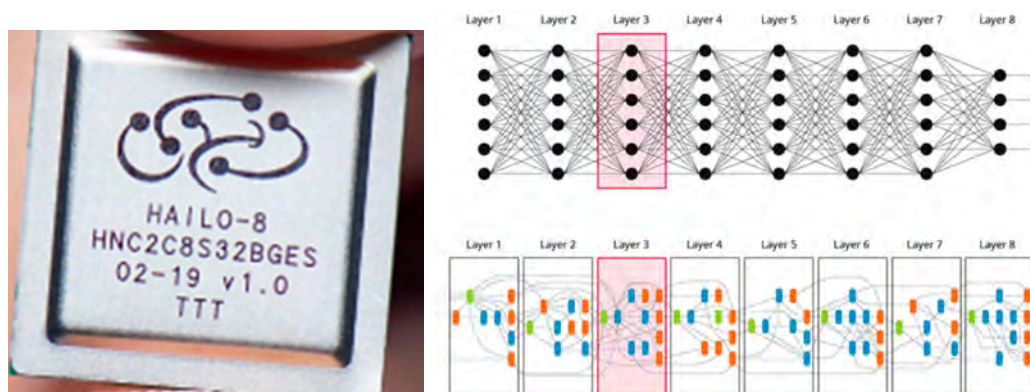 HAILO-8
HNC2C8S32BGES
02-19 v1.0
TTT
Layer 1 Layer 2 Layer 3 Layer 4 Layer 5 Layer 6 Layer 7 Layer 8
Layer 1 Layer 2 Layer 3 Layer 4 Layer 5 Layer 6 Layer 7 Layer 8